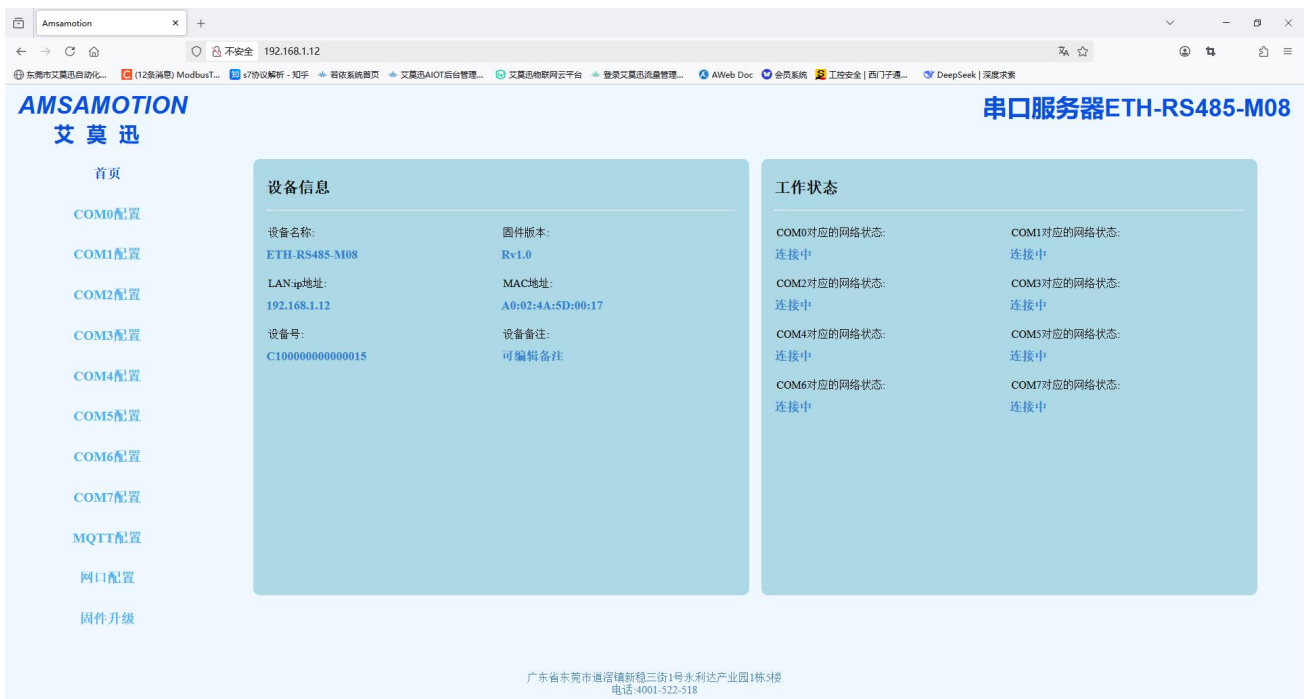 Amsamotion
不安全 192.168.1.12
东莞市艾莫迅自动化... (12条消息) ModbusT... s7协议解析 - 知乎 若依系统首页 艾莫迅AIOT后台管理... 艾莫迅物联网云平台 登录艾莫迅流量管理... AWeb Doc 会员系统 工控安全 | 西门子通... DeepSeek | 深度求索
AMSAMOTION
艾莫迅
串口服务器ETH-RS485-M08
首页
COM0配置
COM1配置
COM2配置
COM3配置
COM4配置
COM5配置
COM6配置
COM7配置
MQTT配置
网口配置
固件升级
设备信息
设备名称: 固件版本:
ETH-RS485-M08 Rv1.0
LAN:ip地址: MAC地址:
192.168.1.12 A0:02:4A:5D:00:17
设备号: 设备备注:
C100000000000015 可编辑备注
工作状态
COM0对应的网络状态: COM1对应的网络状态:
连接中 连接中
COM2对应的网络状态: COM3对应的网络状态:
连接中 连接中
COM4对应的网络状态: COM5对应的网络状态:
连接中 连接中
COM6对应的网络状态: COM7对应的网络状态:
连接中 连接中
广东省东莞市道滘镇新稳三街1号永利达产业园1栋5楼
电话:4001-522-518